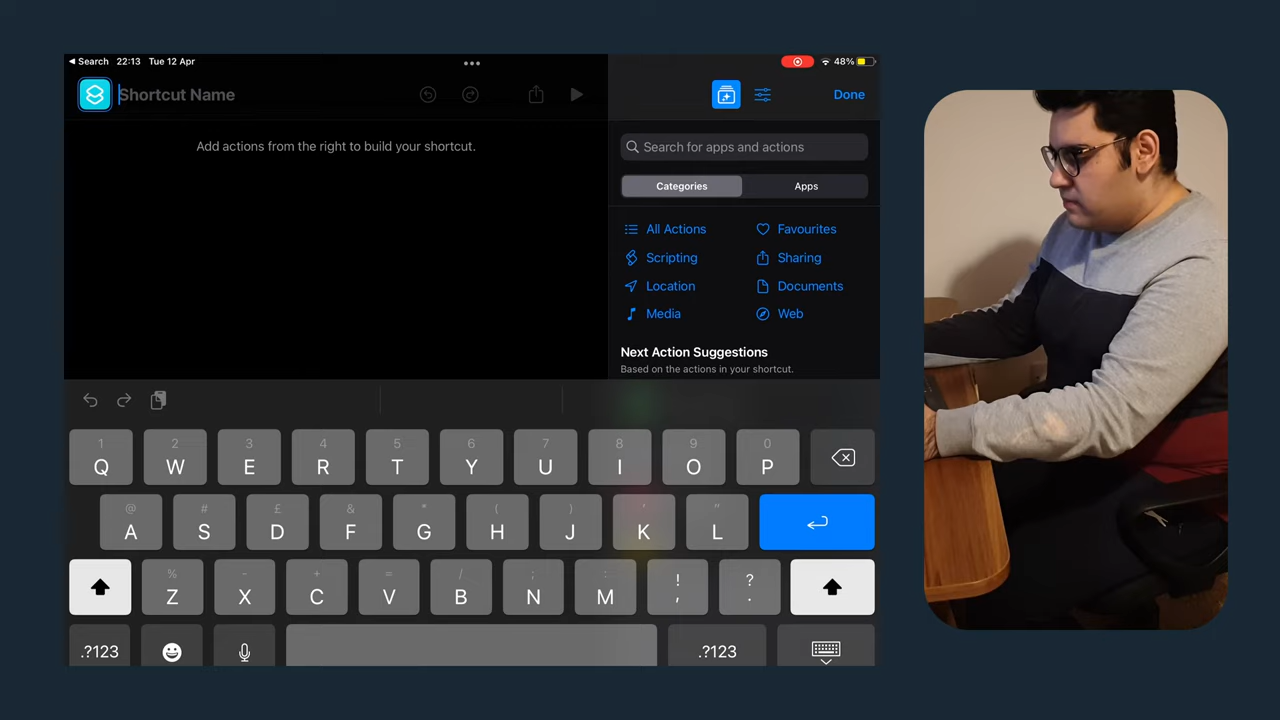 Search 22:13 Tue 12 Apr
48%
Shortcut Name
Done
Add actions from the right to build your shortcut.
Search for apps and actions
Categories Apps
All Actions Favourites
Scripting Sharing
Location Documents
Media Web
Next Action Suggestions
Based on the actions in your shortcut.
1 2 3 4 5 6 7 8 9 0
Q W E R T Y U I O P
@ # £ & * ( ) ' "
A S D F G H J K L
% - + = / ; : ! ?
Z X C V B N M , .
.?123 .?123